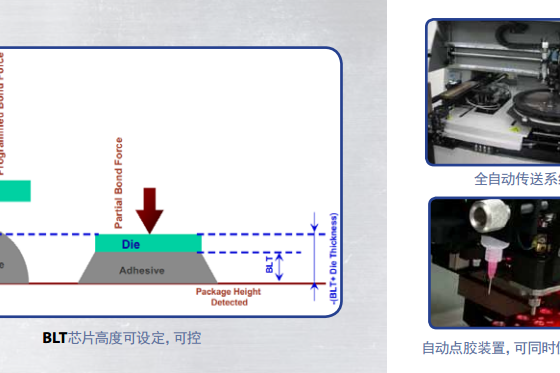 Programmed Bond Force
Partial Bond Force
Die
Adhesive
BLT
-(BLT+ Die Thickness)
Package Height
Detected
BLT芯片高度可设定, 可控
全自动传送系
自动点胶装置, 可同时